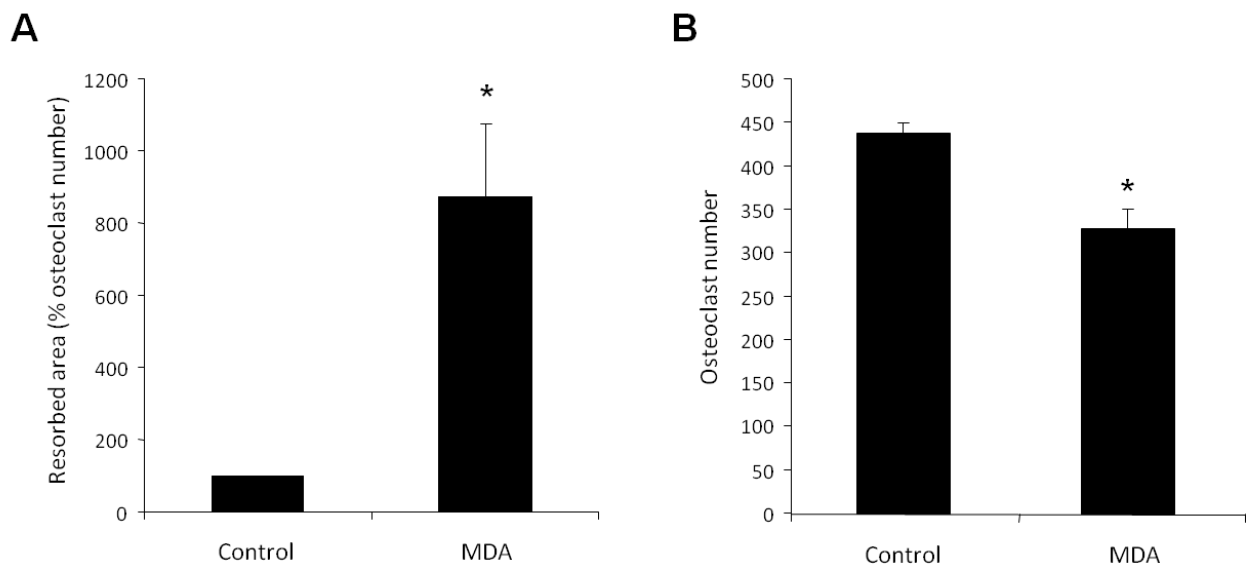 A
Resorbed area (% osteoclast number)
1200
1000
800
600
400
200
0
*
Control
MDA
B
Osteoclast number
500
450
400
350
300
250
200
150
100
50
0
*
Control
MDA